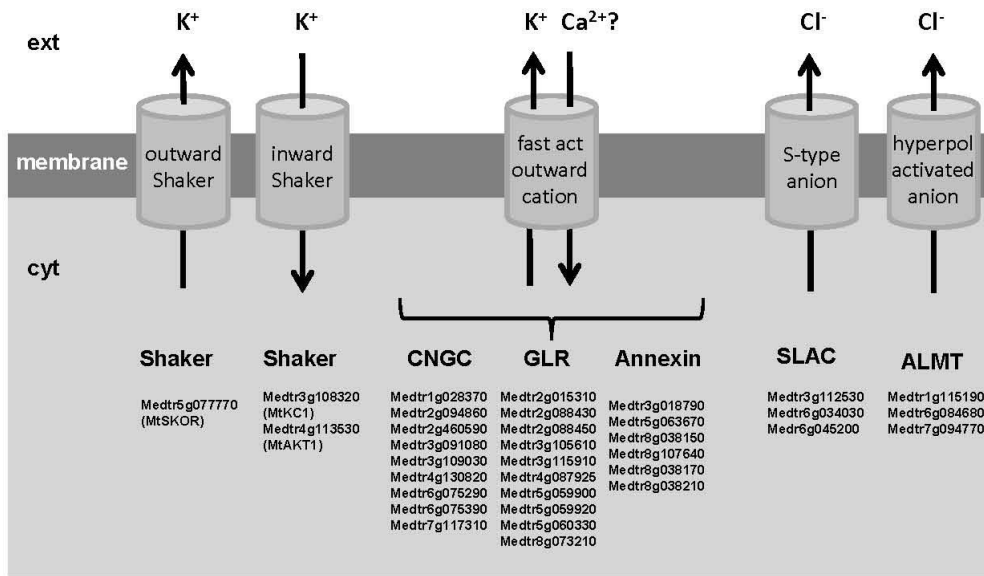 ext
K+
K+
K+
Ca2+?
Cl-
Cl-
membrane
outward
Shaker
inward
Shaker
fast act
outward
cation
S-type
anion
hyperpol
activated
anion
cyt
Shaker
Medtr5g077770
(MtSKOR)
Shaker
Medtr3g108320
(MtKC1)
Medtr4g113530
(MtAKT1)
CNGC
Medtr1g028370
Medtr2g094860
Medtr2g460590
Medtr3g091080
Medtr3g109030
Medtr4g130820
Medtr6g075290
Medtr6g075390
Medtr7g117310
GLR
Medtr2g015310
Medtr2g088430
Medtr2g088450
Medtr3g105610
Medtr3g115910
Medtr4g087925
Medtr5g059900
Medtr5g059920
Medtr5g060330
Medtr8g073210
Annexin
Medtr3g018790
Medtr5g063670
Medtr8g038150
Medtr8g107640
Medtr8g038170
Medtr8g038210
SLAC
Medtr3g112530
Medtr6g034030
Medr6g045200
ALMT
Medtr1g115190
Medtr6g084680
Medtr7g094770